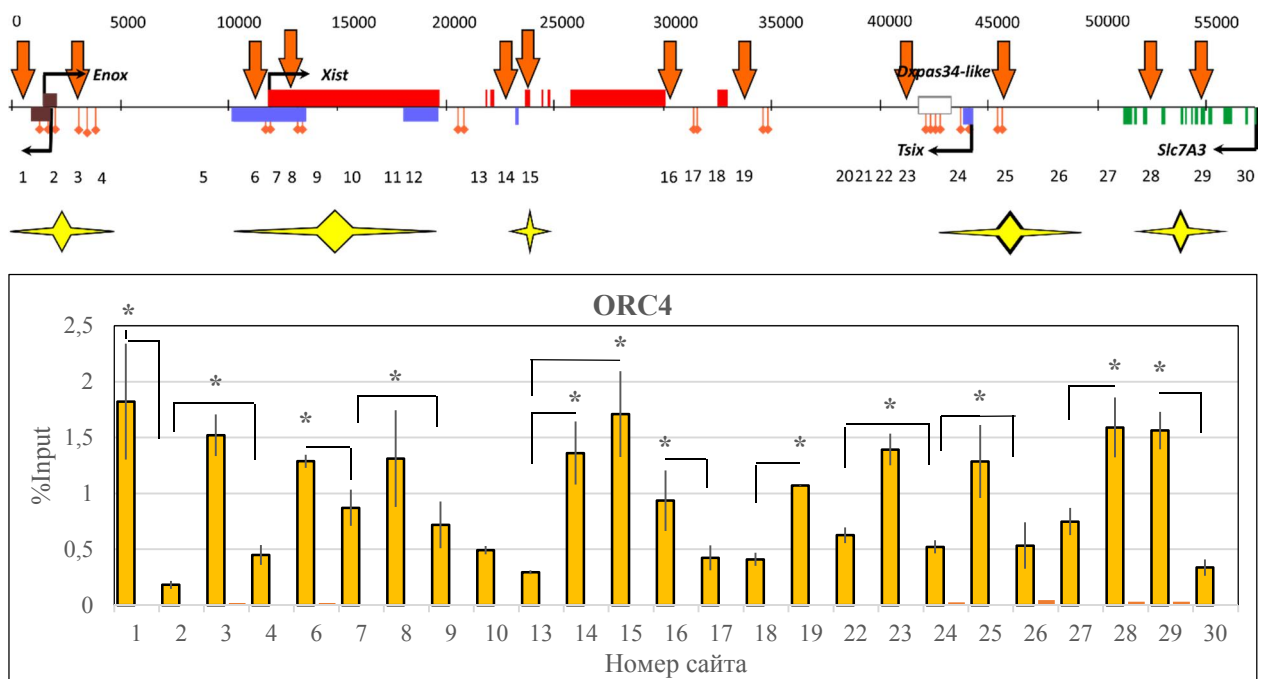 0 5000 10000 15000 20000 25000 30000 35000 40000 45000 50000 55000
Enox Xist Dxpas34-like
Tsix Slc7A3
1 2 3 4 5 6 7 8 9 10 11 12 13 14 15 16 17 18 19 20 21 22 23 24 25 26 27 28 29 30
ORC4
* * * * * * * * * * * *
2,5
2
1,5
1
0,5
0
%Input
1 2 3 4 6 7 8 9 10 13 14 15 16 17 18 19 22 23 24 25 26 27 28 29 30
Номер сайта